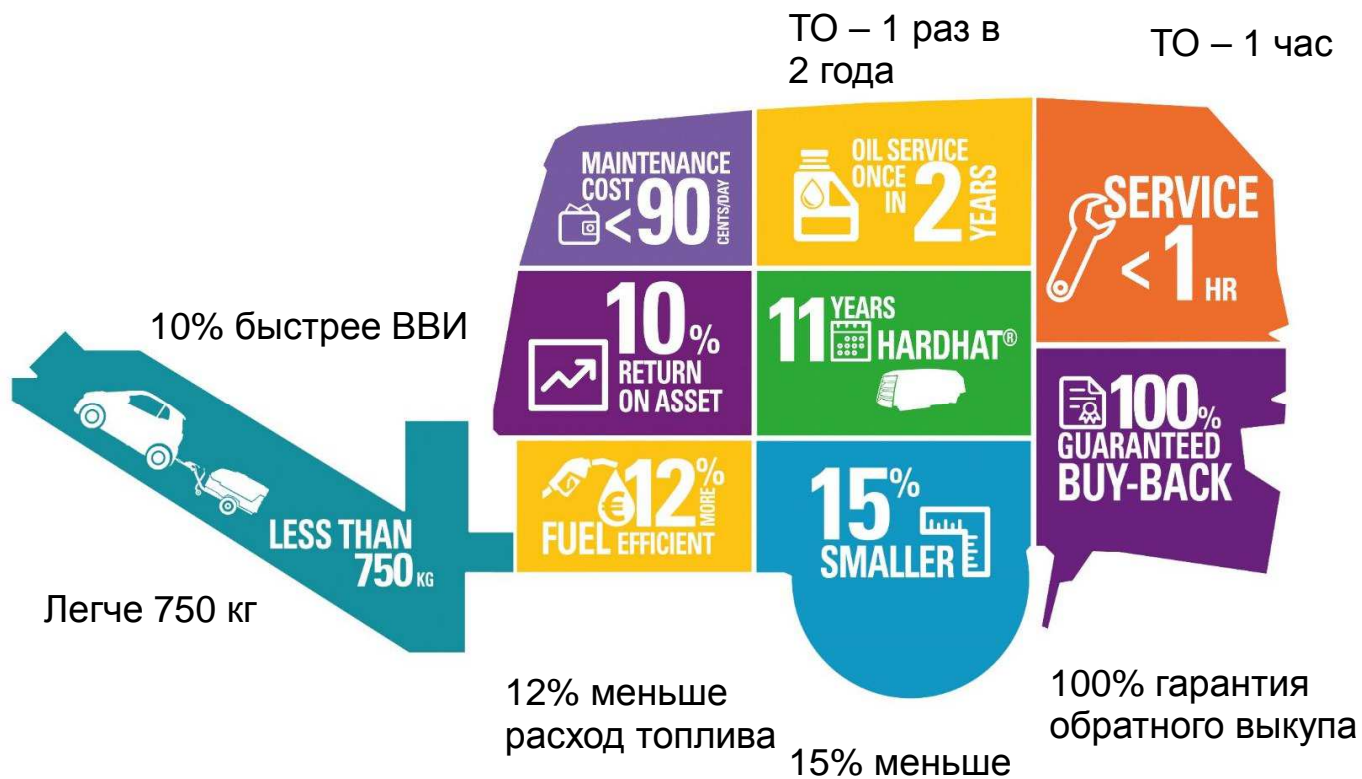 ТО – 1 раз в
2 года
ТО – 1 час
MAINTENANCE
COST
<90
CENTS/DAY
OIL SERVICE
ONCE
IN
2
YEARS
SERVICE
< 1 HR
10% быстрее ВВИ
10%
RETURN
ON ASSET
11 YEARS
HARDHAT®
100%
GUARANTEED
BUY-BACK
LESS THAN
750 KG
€
12%
MORE
FUEL EFFICIENT
15%
SMALLER
Легче 750 кг
12% меньше
расход топлива
15% меньше
100% гарантия
обратного выкупа